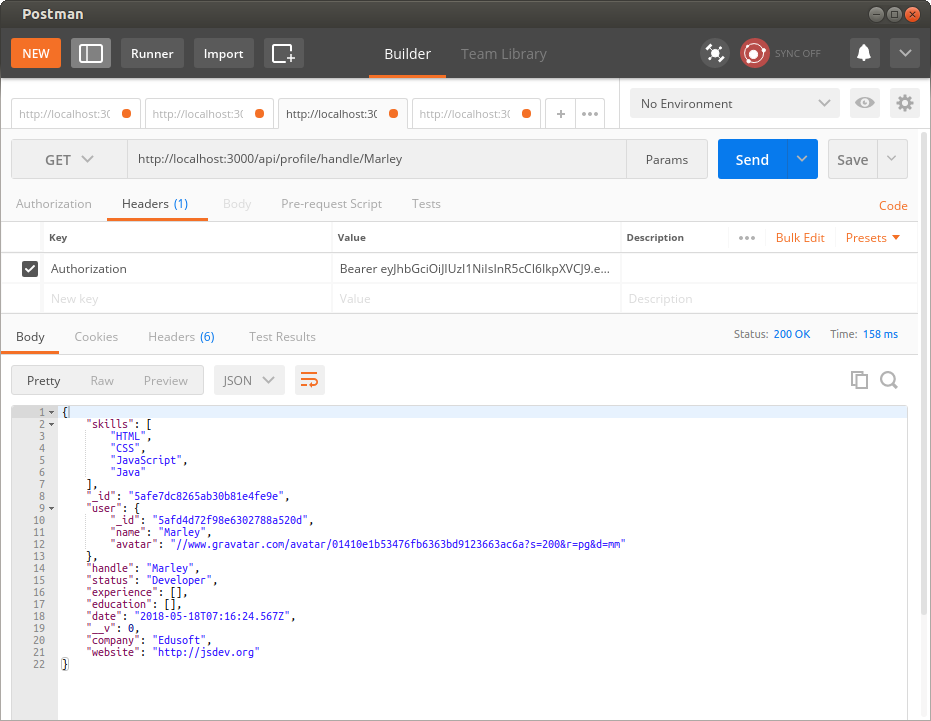 Postman
NEW Runner Import Builder Team Library SYNC OFF
http://localhost:30 http://localhost:30 http://localhost:30 http://localhost:30 + ••• No Environment
GET http://localhost:3000/api/profile/handle/Marley Params Send Save
Authorization Headers (1) Body Pre-request Script Tests Code
Key Value Description ••• Bulk Edit Presets
Authorization Bearer eyJhbGciOiJIUzI1NiIsInR5cCI6IkpXVCJ9.e...
New key Value Description
Body Cookies Headers (6) Test Results Status: 200 OK Time: 158 ms
Pretty Raw Preview JSON
1 {
2 "skills": [
3 "HTML",
4 "CSS",
5 "JavaScript",
6 "Java"
7 ],
8 "_id": "5afe7dc8265ab30b81e4fe9e",
9 "user": {
10 "_id": "5afd4d72f98e6302788a520d",
11 "name": "Marley",
12 "avatar": "//www.gravatar.com/avatar/01410e1b53476fb6363bd9123663ac6a?s=200&r=pg&d=mm"
13 },
14 "handle": "Marley",
15 "status": "Developer",
16 "experience": [],
17 "education": [],
18 "date": "2018-05-18T07:16:24.567Z",
19 "__v": 0,
20 "company": "Edusoft",
21 "website": "http://jsdev.org"
22 }